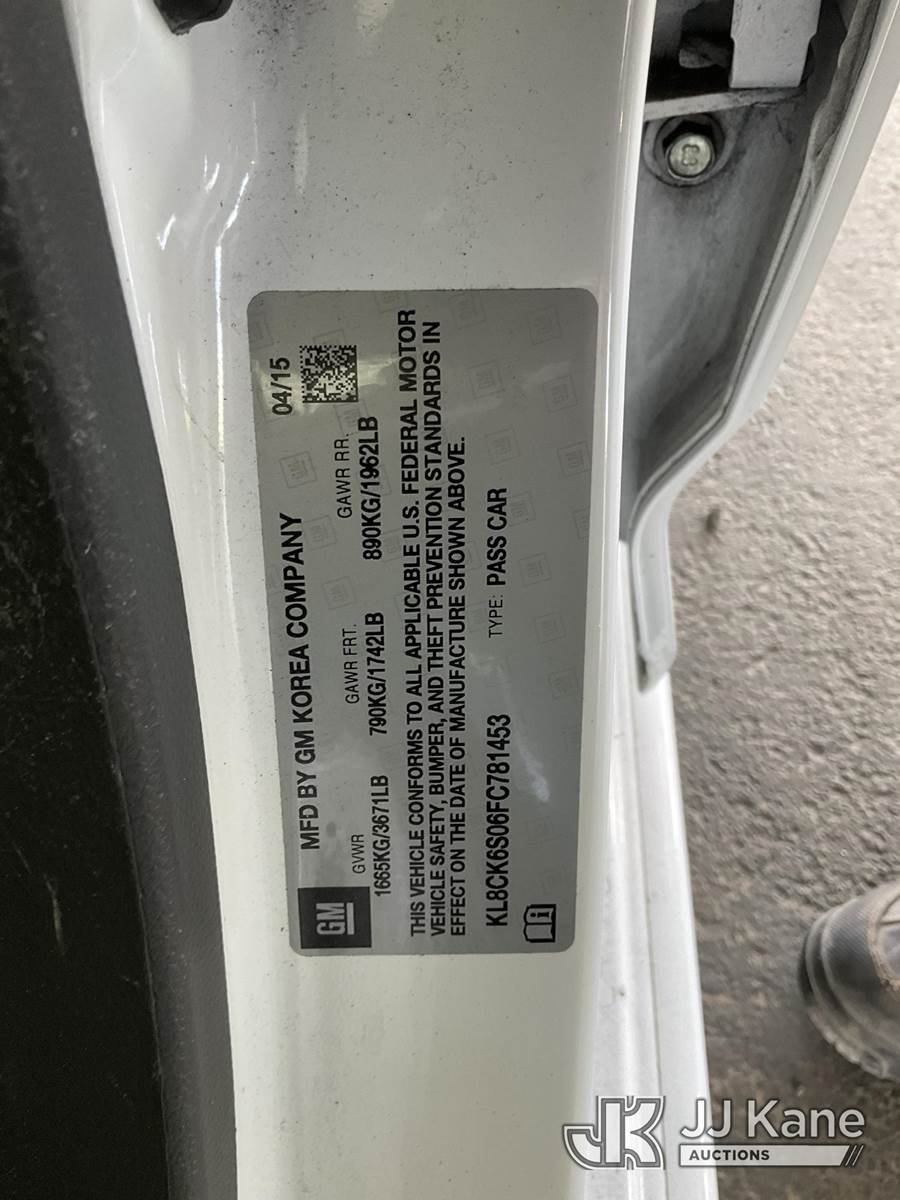 MFD BY GM KOREA COMPANY 04/15
GM
GVWR GAWR FRT. GAWR RR.
1665KG/3671LB 790KG/1742LB 890KG/1962LB
THIS VEHICLE CONFORMS TO ALL APPLICABLE U.S. FEDERAL MOTOR
VEHICLE SAFETY, BUMPER, AND THEFT PREVENTION STANDARDS IN
EFFECT ON THE DATE OF MANUFACTURE SHOWN ABOVE.
KL8CK6S06FC781453 TYPE: PASS CAR
JK JJ Kane
AUCTIONS